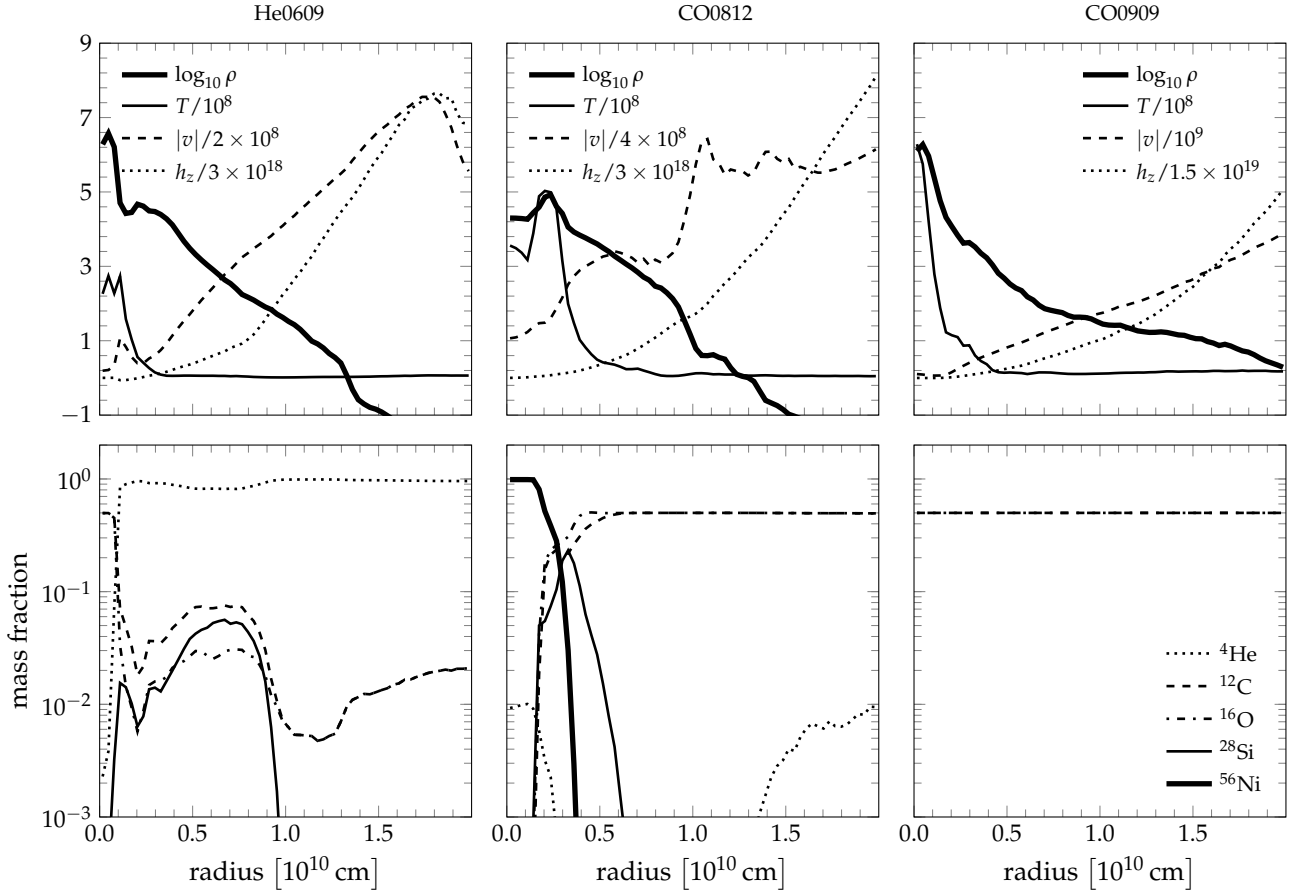 He0609
CO0812
CO0909
9
7
5
3
1
−1
log₁₀ ρ
T/10⁸
|v|/2 × 10⁸
h_z/3 × 10¹⁸
log₁₀ ρ
T/10⁸
|v|/4 × 10⁸
h_z/3 × 10¹⁸
log₁₀ ρ
T/10⁸
|v|/10⁹
h_z/1.5 × 10¹⁹
mass fraction
10⁰
10⁻¹
10⁻²
10⁻³
⁴He
¹²C
¹⁶O
²⁸Si
⁵⁶Ni
0.0 0.5 1.0 1.5
0.0 0.5 1.0 1.5
0.0 0.5 1.0 1.5
radius [10¹⁰ cm]
radius [10¹⁰ cm]
radius [10¹⁰ cm]